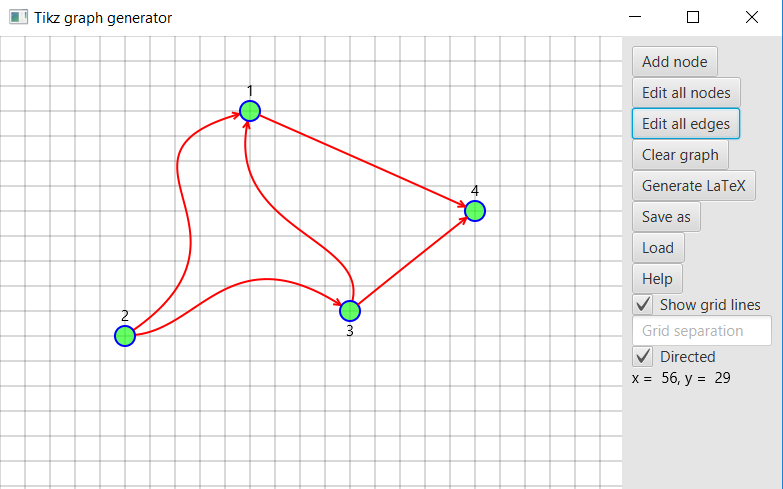 Tikz graph generator
1
4
2
3
Add node
Edit all nodes
Edit all edges
Clear graph
Generate LaTeX
Save as
Load
Help
Show grid lines
Grid separation
Directed
x =  56, y =  29